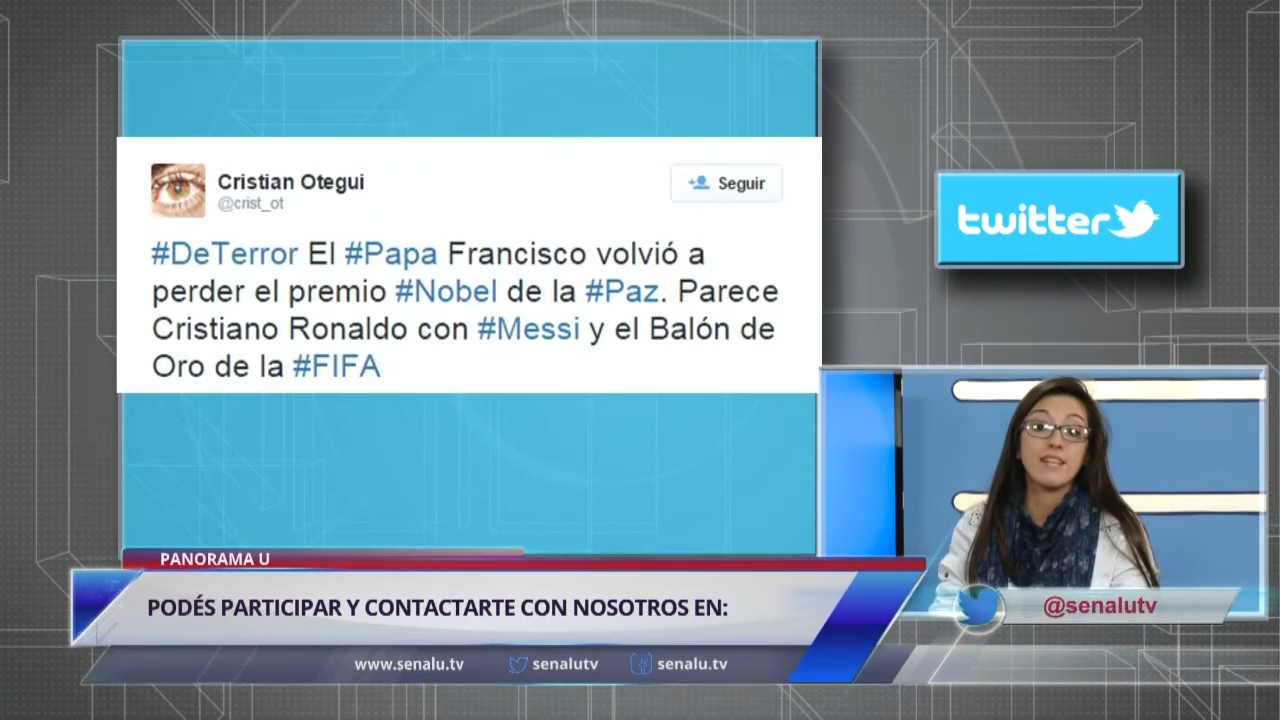 Cristian Otegui
@crist_ot
Seguir
#DeTerror El #Papa Francisco volvió a
perder el premio #Nobel de la #Paz. Parece
Cristiano Ronaldo con #Messi y el Balón de
Oro de la #FIFA
twitter
@senalutv
PANORAMA U
PODÉS PARTICIPAR Y CONTACTARTE CON NOSOTROS EN:
www.senalu.tv senalutv senalu.tv